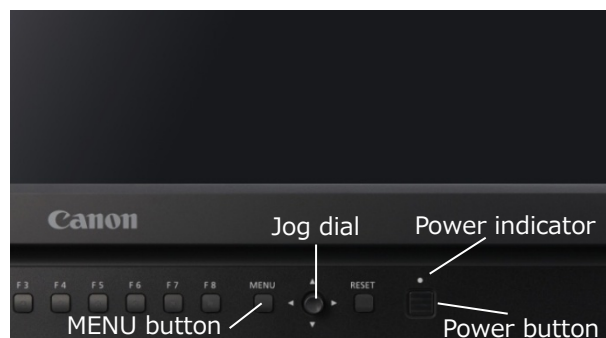 Canon
Jog dial
Power indicator
F3 F4 F5 F6 F7 F8 MENU RESET
MENU button
Power button